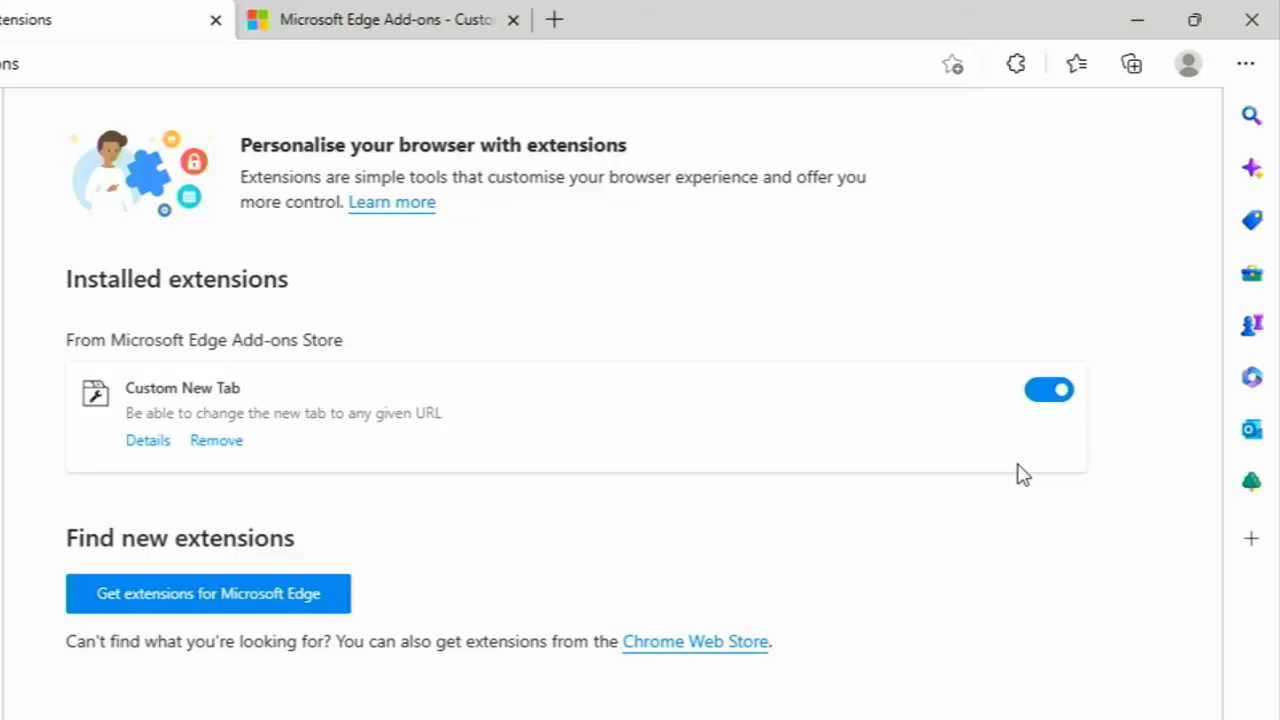 tensions
Microsoft Edge Add-ons - Custo
ons
Personalise your browser with extensions
Extensions are simple tools that customise your browser experience and offer you
more control. Learn more
Installed extensions
From Microsoft Edge Add-ons Store
Custom New Tab
Be able to change the new tab to any given URL
Details Remove
Find new extensions
Get extensions for Microsoft Edge
Can't find what you're looking for? You can also get extensions from the Chrome Web Store.